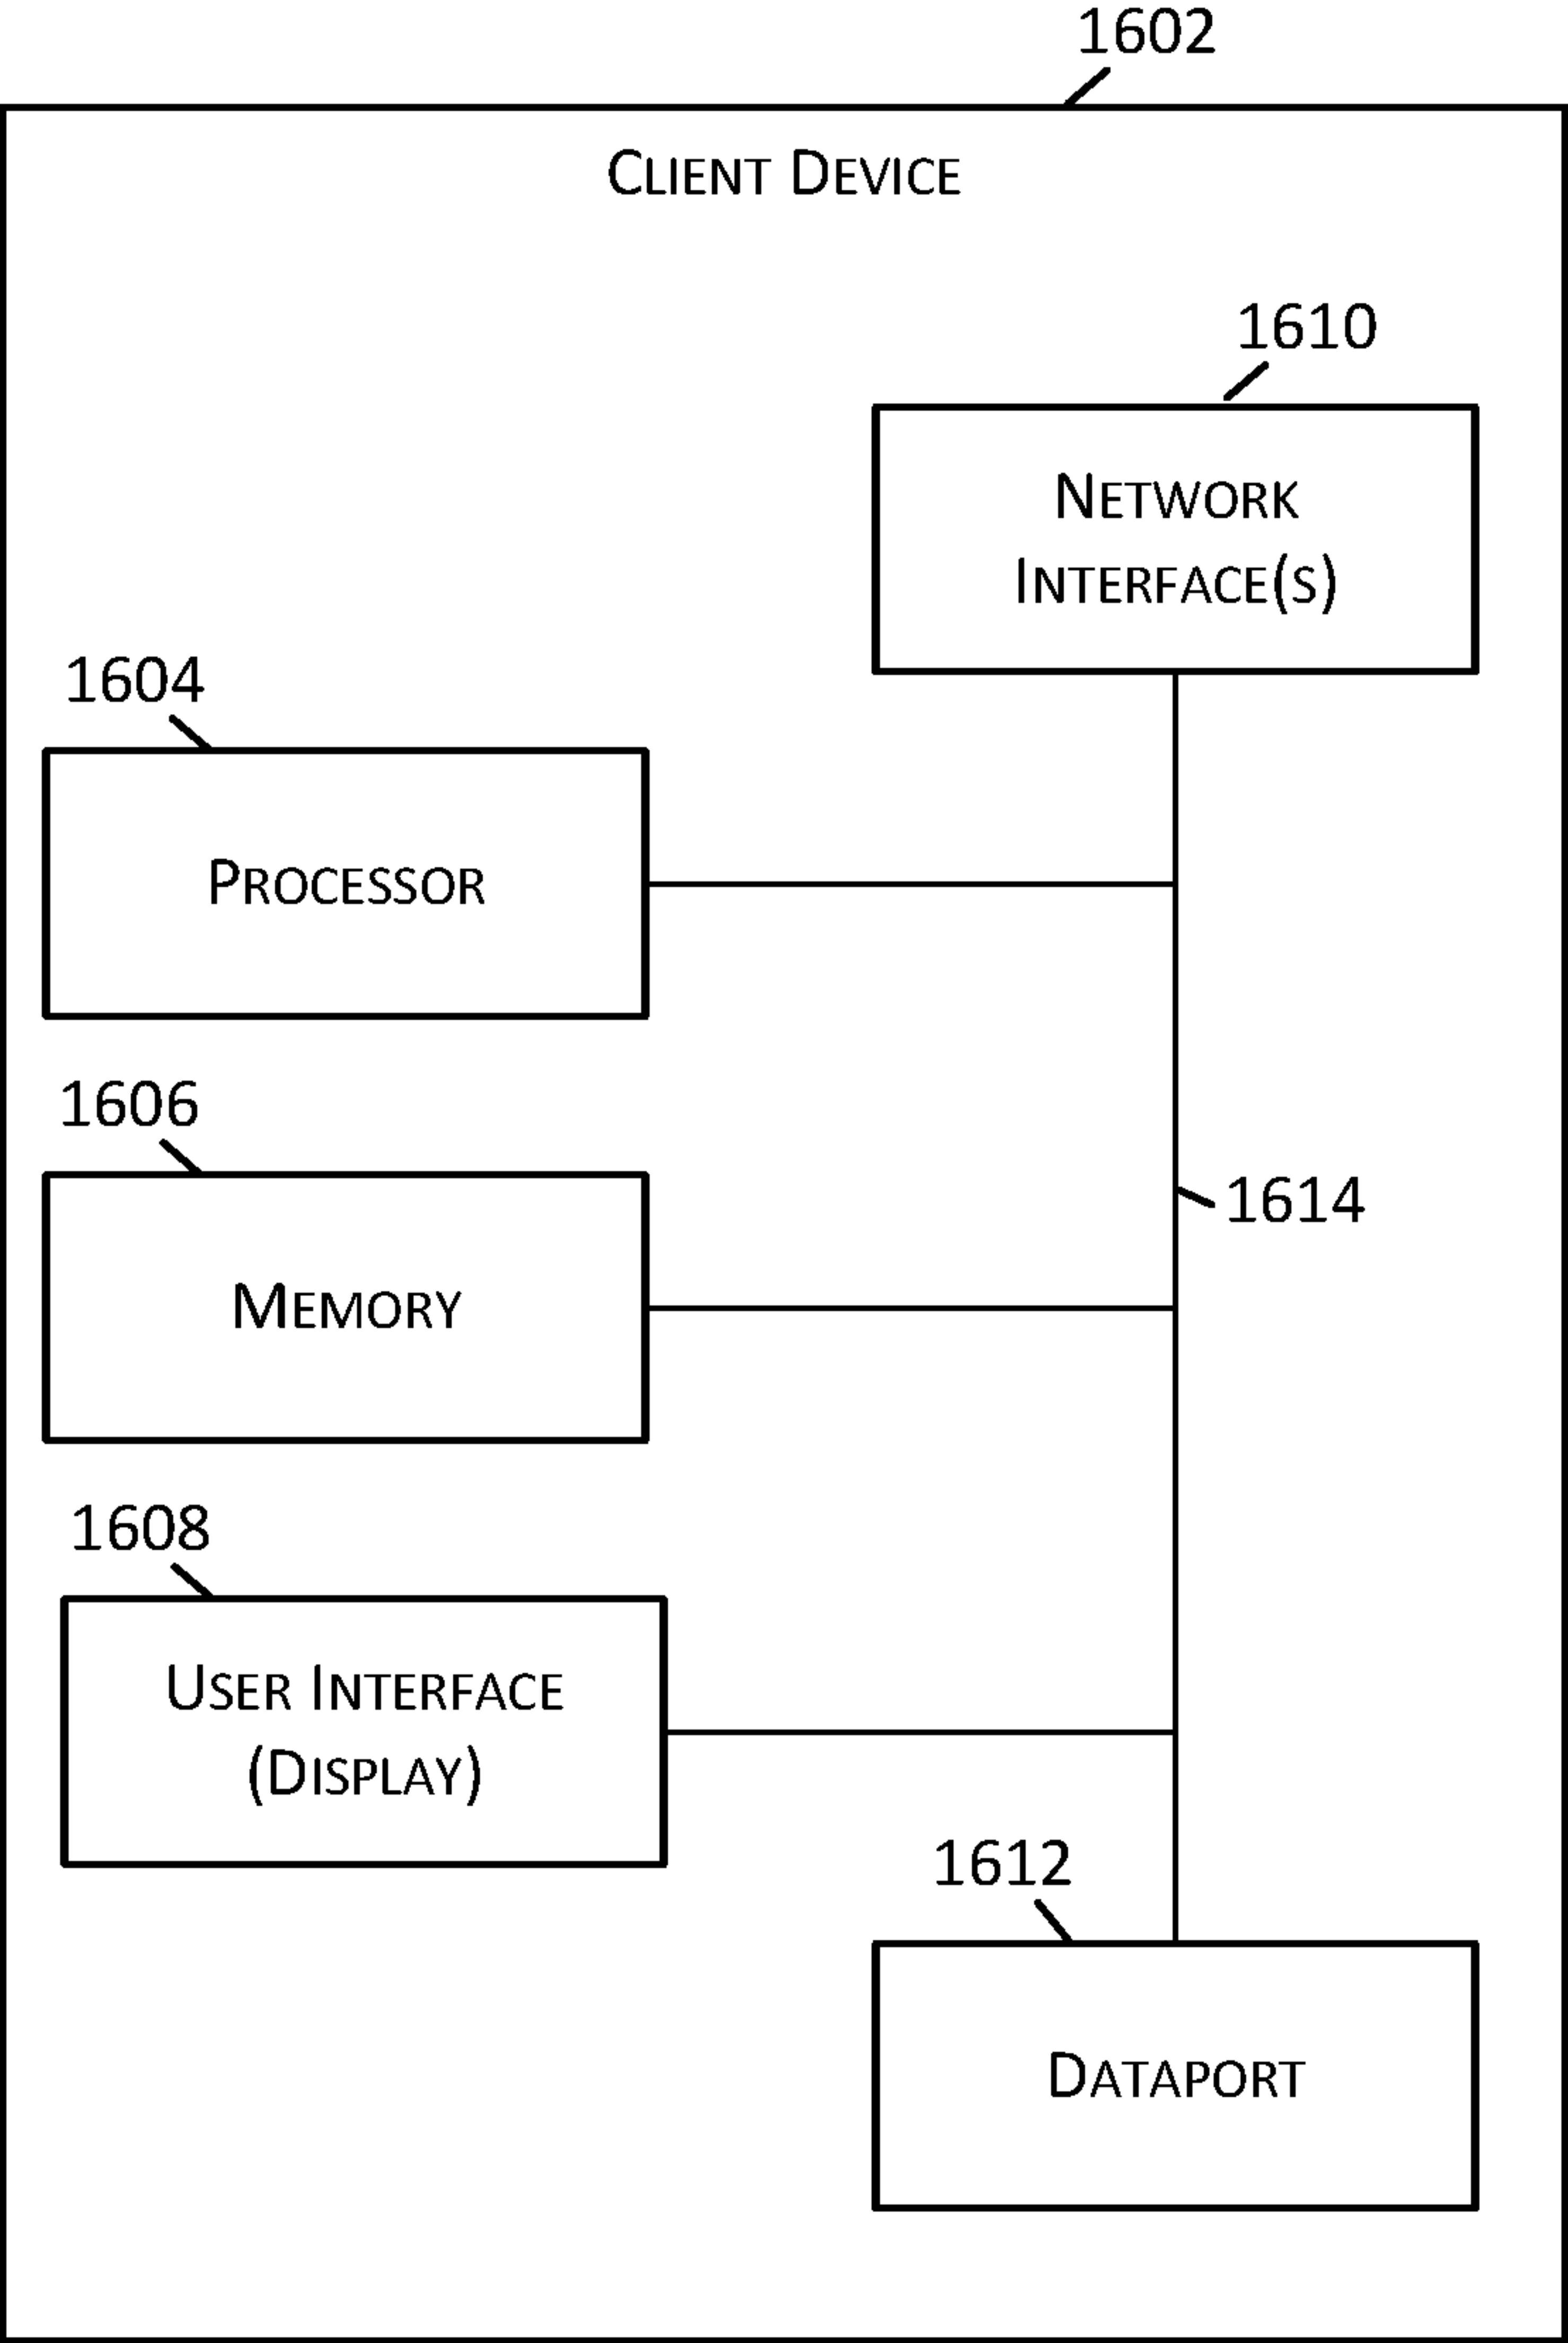 1602
CLIENT DEVICE
1610
NETWORK
INTERFACE(S)
1604
PROCESSOR
1606
1614
MEMORY
1608
USER INTERFACE
(DISPLAY)
1612
DATAPORT